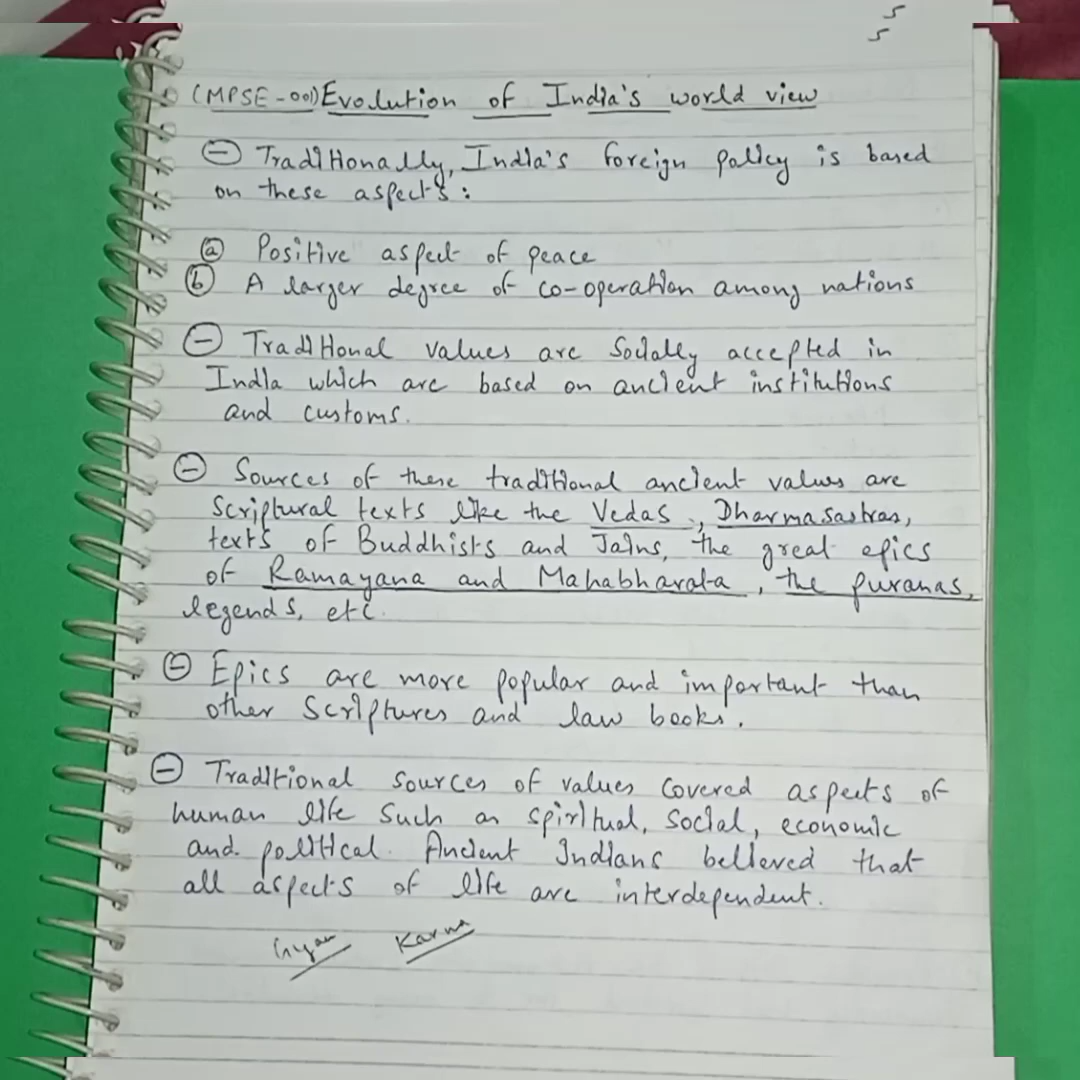 (MPSE-001) Evolution of India's world view
⊖ Traditionally, India's foreign policy is based
on these aspects:
ⓐ Positive aspect of peace
ⓑ A larger degree of co-operation among nations
⊖ Traditional values are Socially accepted in
India which are based on ancient institutions
and customs.
⊖ Sources of these traditional ancient values are
Scriptural texts like the Vedas, Dharmasastras,
texts of Buddhists and Jains, the great epics
of Ramayana and Mahabharata, the puranas,
legends, etc.
⊖ Epics are more popular and important than
other Scriptures and law books.
⊖ Traditional sources of values covered aspects of
human life such as spiritual, social, economic
and political. Ancient Indians believed that
all aspects of life are interdependent.
Gyan Karma